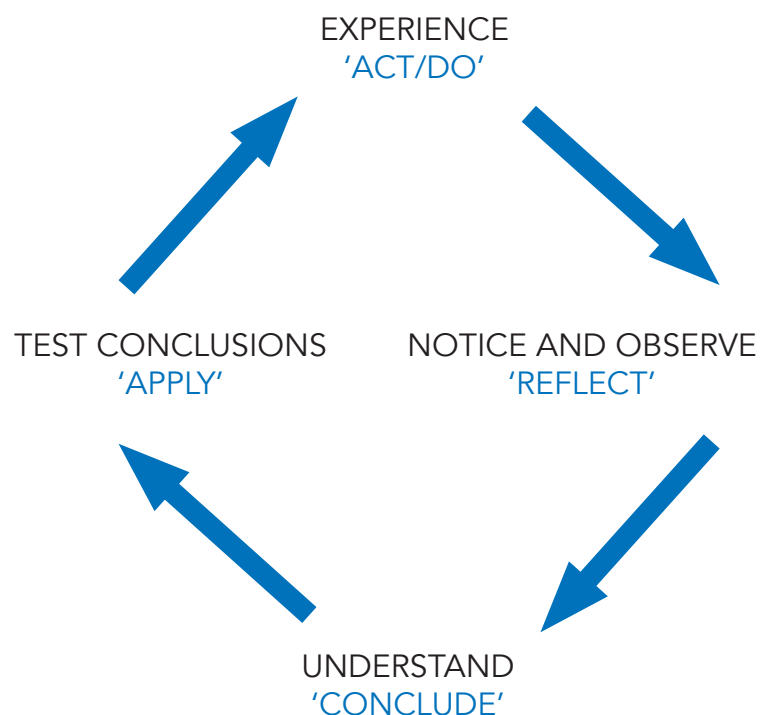 EXPERIENCE
‘ACT/DO’
TEST CONCLUSIONS
‘APPLY’
NOTICE AND OBSERVE
‘REFLECT’
UNDERSTAND
‘CONCLUDE’